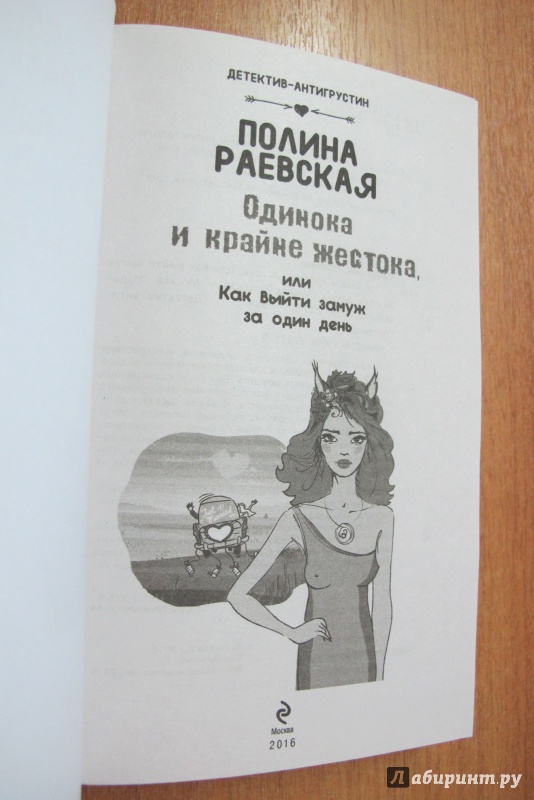 ДЕТЕКТИВ-АНТИГРУСТИН
ПОЛИНА
РАЕВСКАЯ
Одинока
и крайне жестока,
или
Как выйти замуж
за один день
Москва
2016
Лабиринт.ру